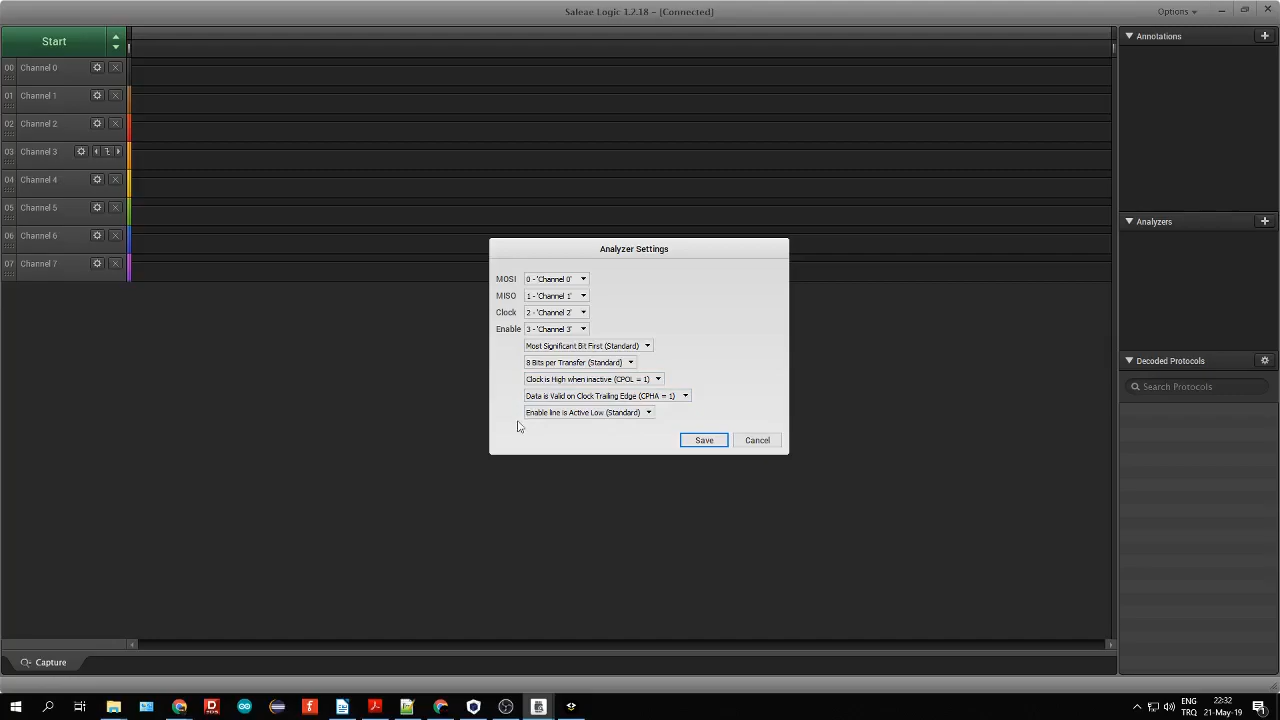 Saleae Logic 1.2.18 - [Connected]
Options
Start
Annotations
00 Channel 0
01 Channel 1
02 Channel 2
03 Channel 3
04 Channel 4
05 Channel 5
06 Channel 6
07 Channel 7
Analyzers
Analyzer Settings
MOSI 0 - 'Channel 0'
MISO 1 - 'Channel 1'
Clock 2 - 'Channel 2'
Enable 3 - 'Channel 3'
Most Significant Bit First (Standard)
8 Bits per Transfer (Standard)
Clock is High when inactive (CPOL = 1)
Data is Valid on Clock Trailing Edge (CPHA = 1)
Enable line is Active Low (Standard)
Save Cancel
Decoded Protocols
Search Protocols
Capture
ENG 22:32
TRQ 21-May-19